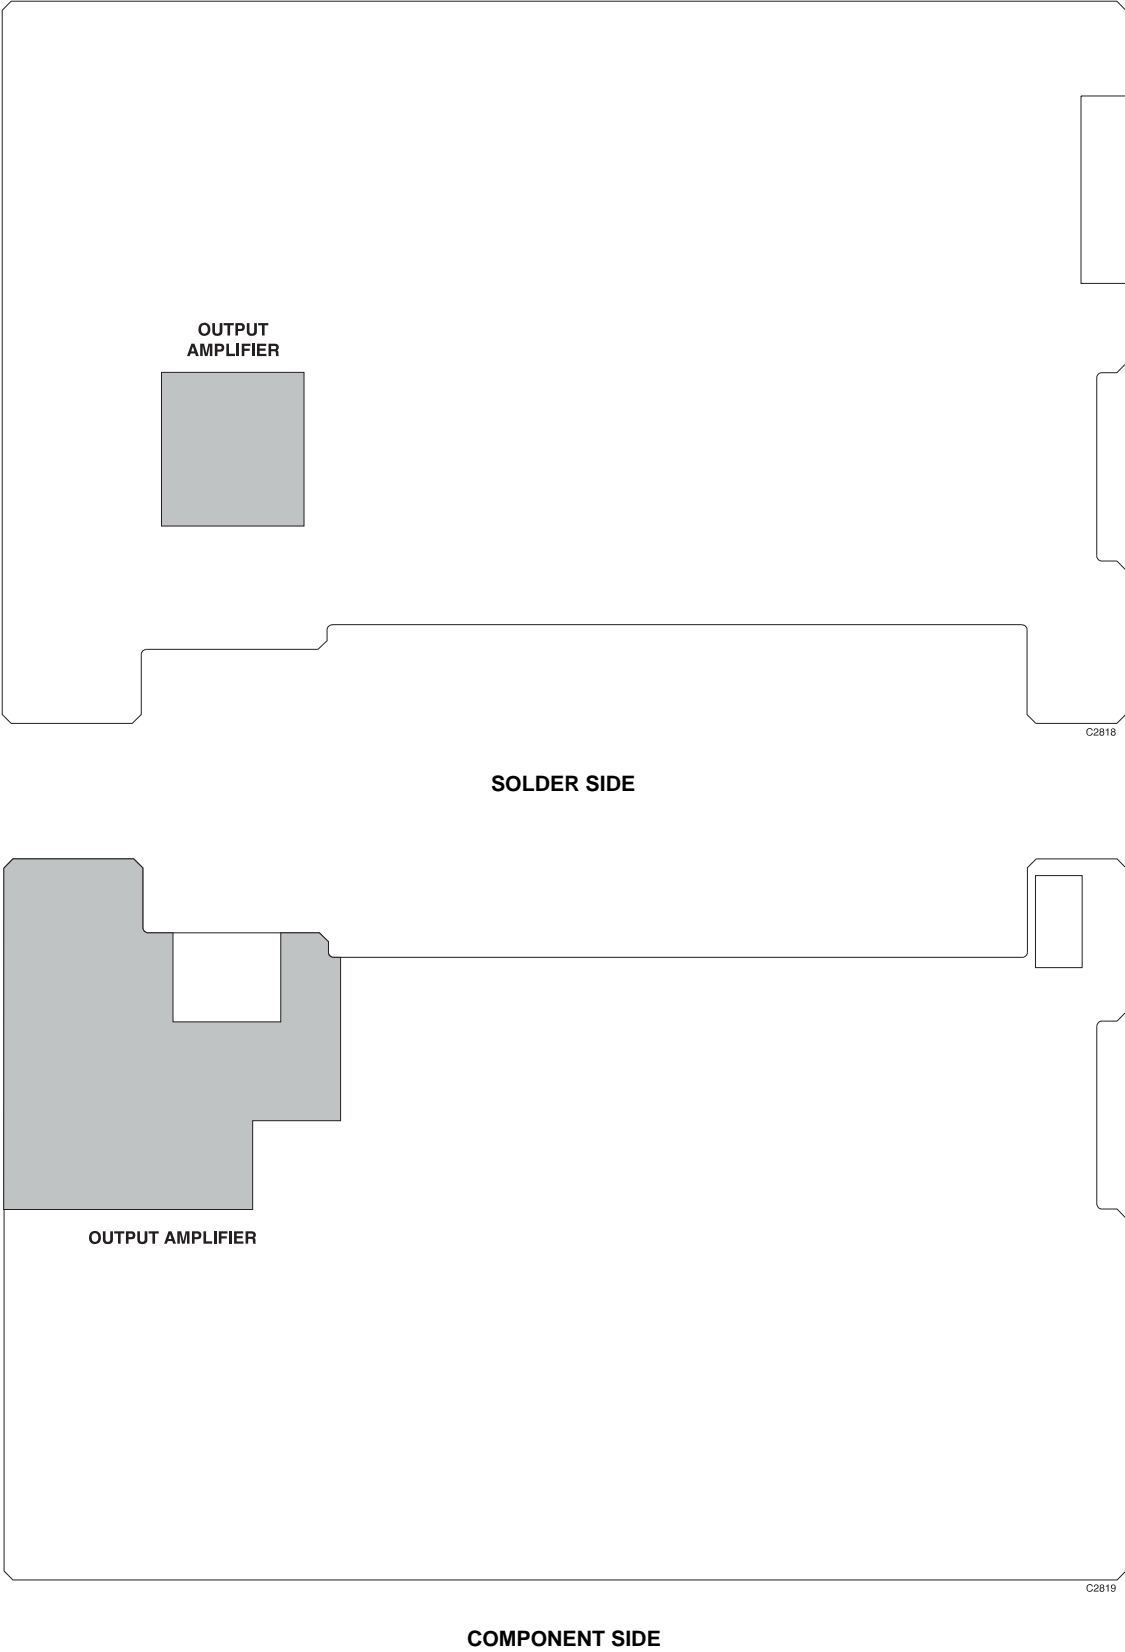 OUTPUT
AMPLIFIER
C2818
SOLDER SIDE
OUTPUT AMPLIFIER
C2819
COMPONENT SIDE